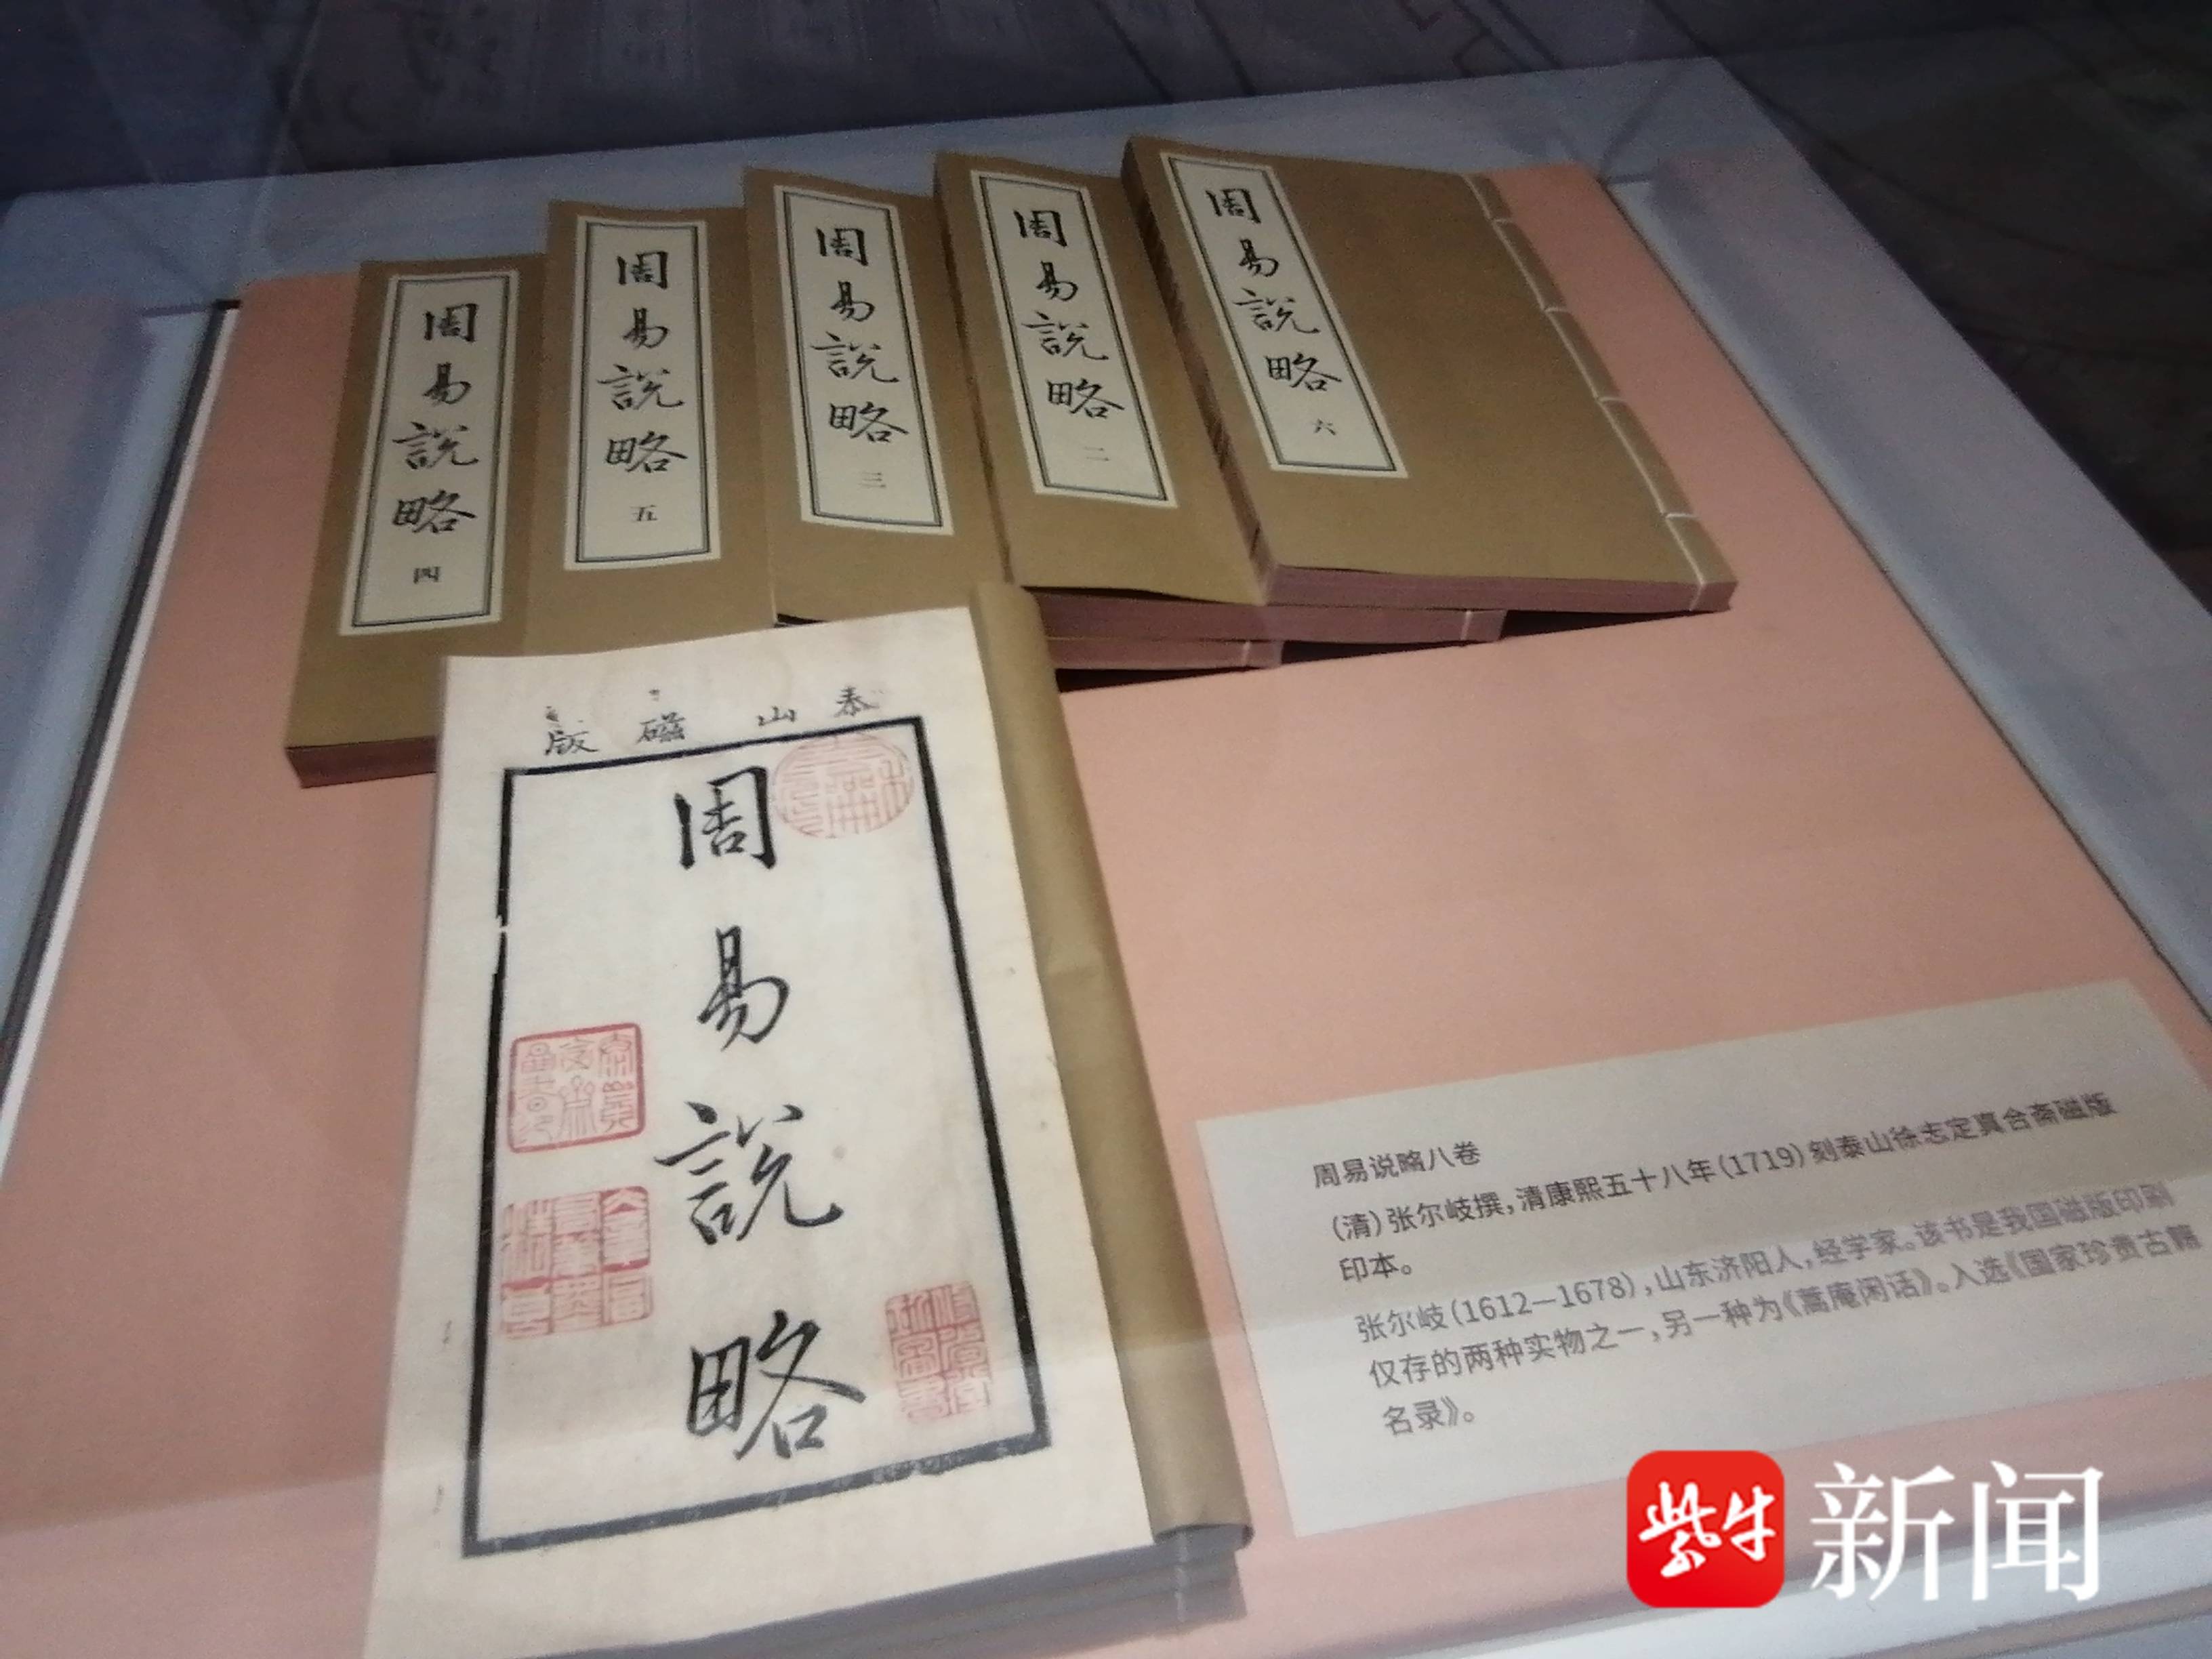 周易說略 四
周易說略 五
周易說略 三
周易說略 二
周易說略 六
泰山磁版
周易說略
周易说略八卷
（清）张尔岐撰，清康熙五十八年（1719）刻泰山徐志定真合斋磁版
印本。
张尔岐（1612—1678），山东济阳人，经学家。该书是我国磁版印刷
仅存的两种实物之一，另一种为《蒿庵闲话》。入选《国家珍贵古籍
名录》。
紫牛
新闻